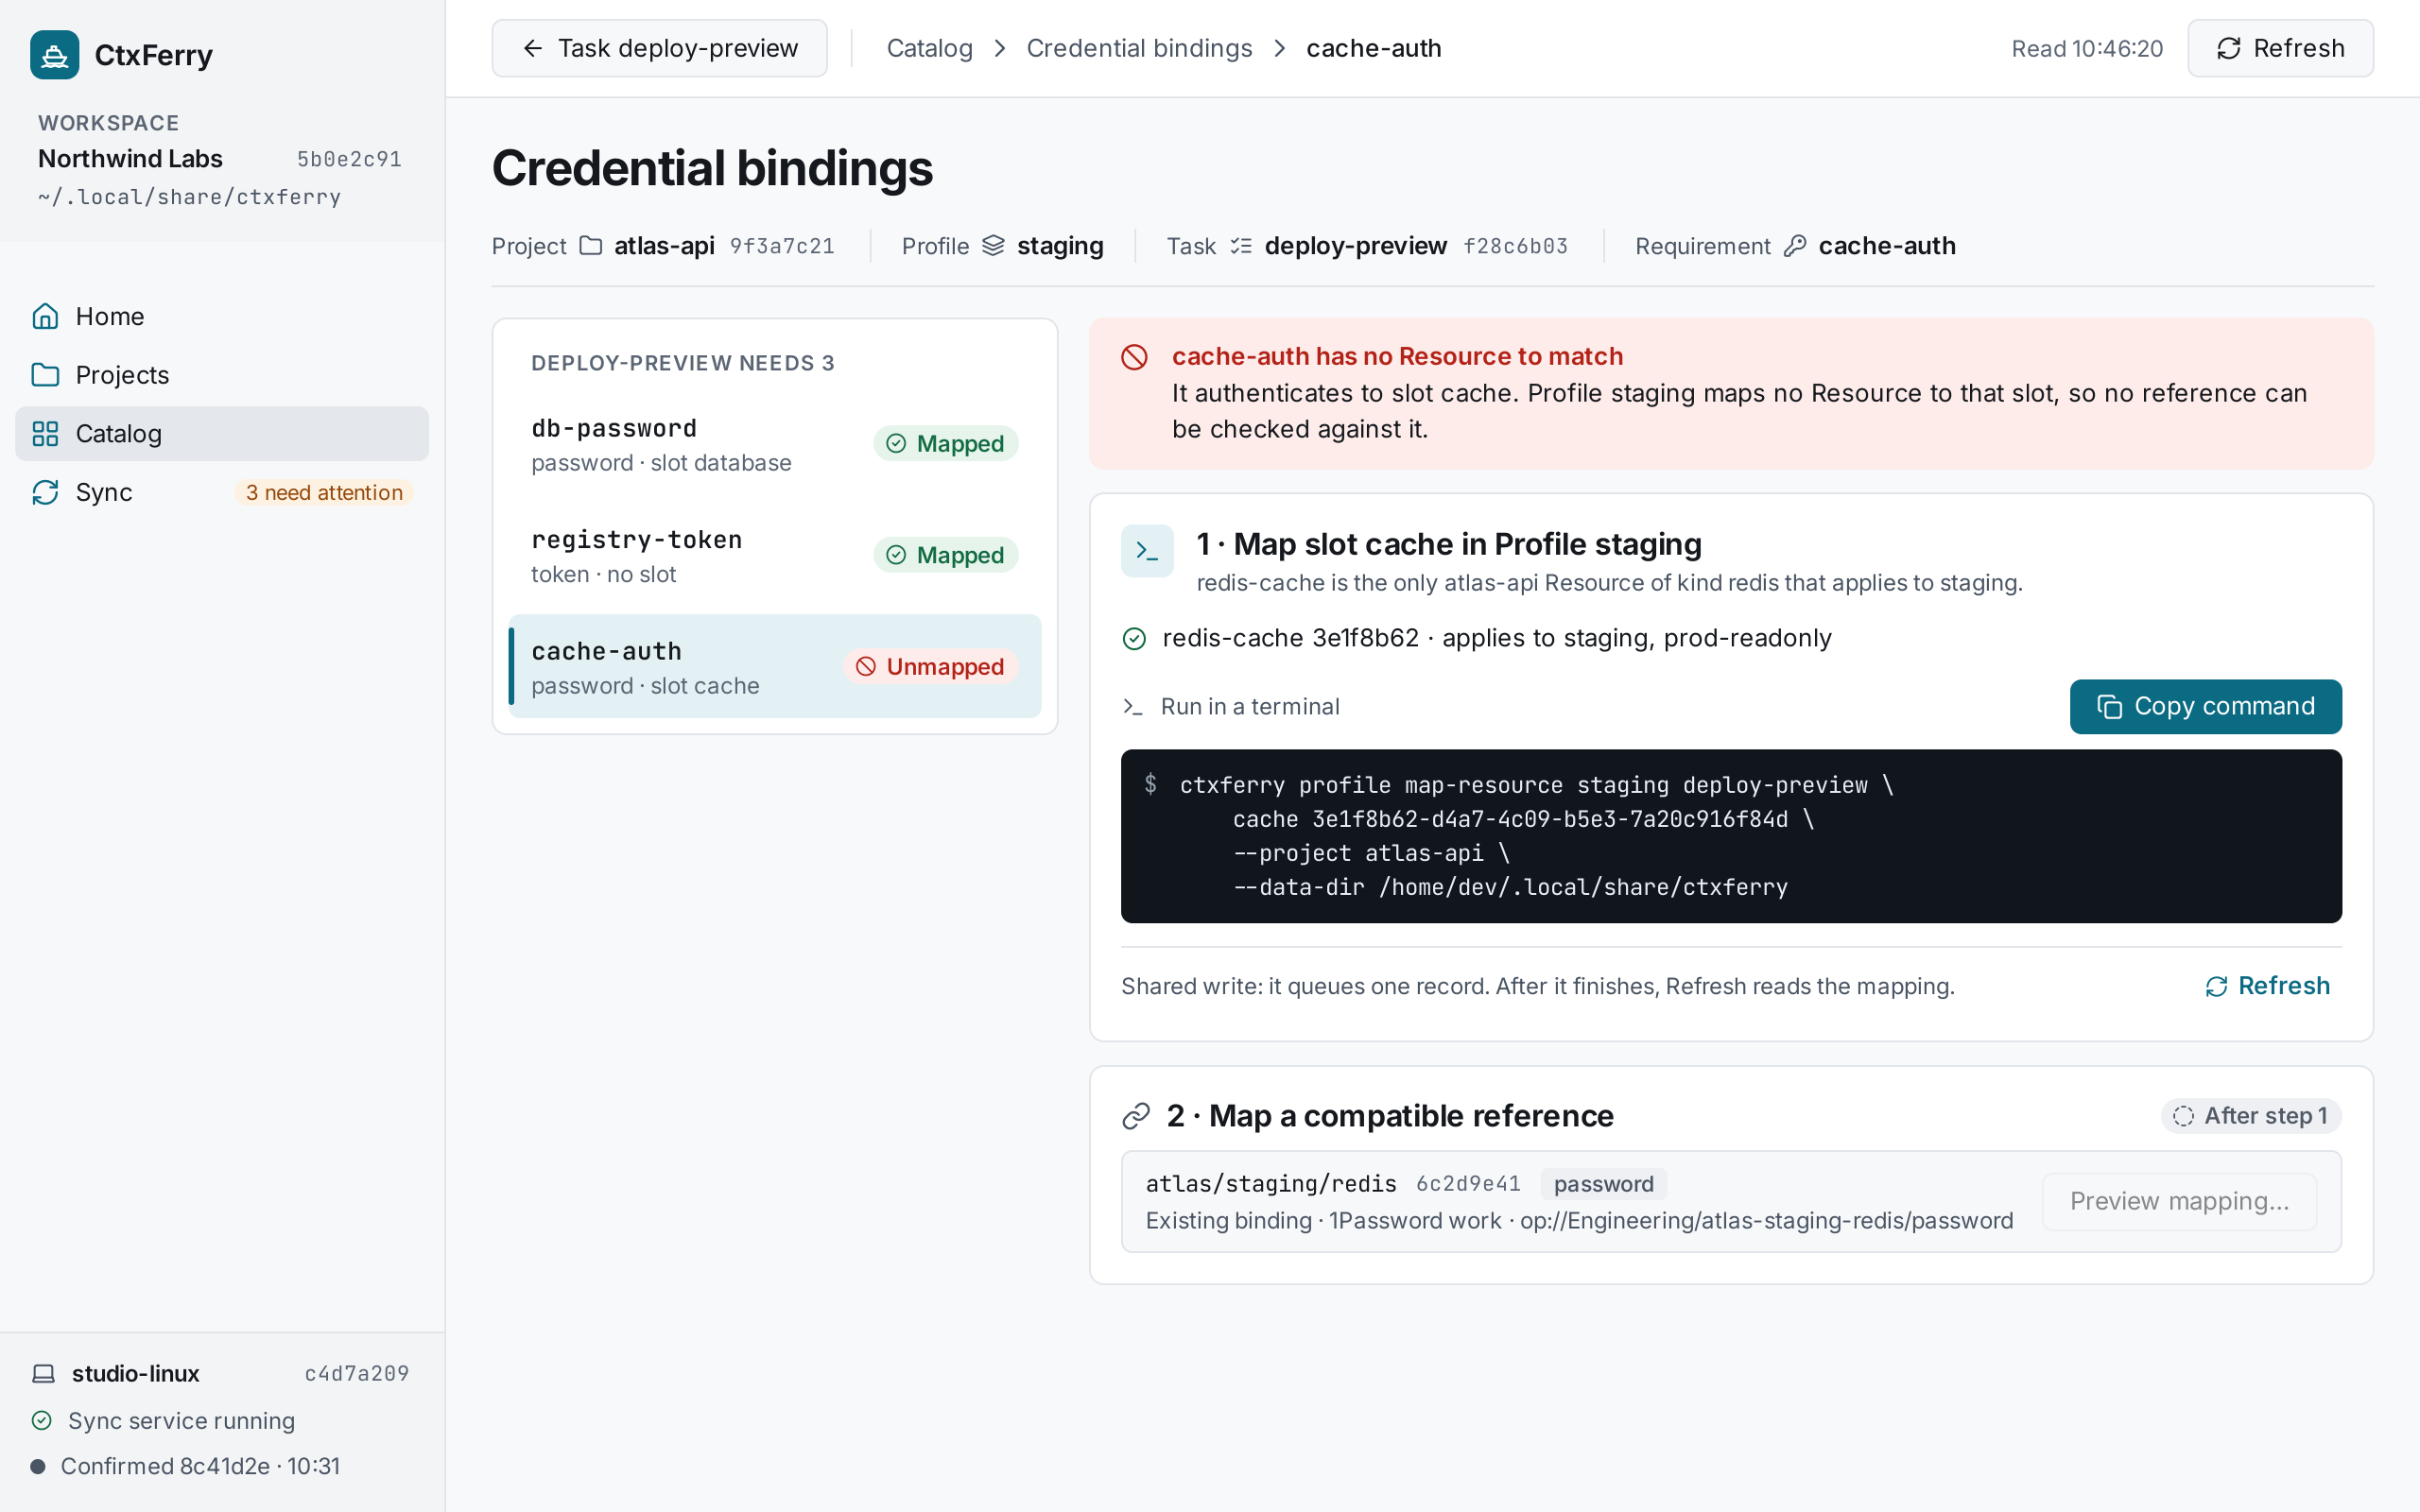 CtxFerry
WORKSPACE
Northwind Labs 5b0e2c91
~/.local/share/ctxferry
Home
Projects
Catalog
Sync 3 need attention
studio-linux c4d7a209
Sync service running
Confirmed 8c41d2e · 10:31
Task deploy-preview
Catalog > Credential bindings > cache-auth
Read 10:46:20
Refresh
Credential bindings
Project atlas-api 9f3a7c21
Profile staging
Task deploy-preview f28c6b03
Requirement cache-auth
DEPLOY-PREVIEW NEEDS 3
db-password
password · slot database
Mapped
registry-token
token · no slot
Mapped
cache-auth
password · slot cache
Unmapped
cache-auth has no Resource to match
It authenticates to slot cache. Profile staging maps no Resource to that slot, so no reference can
be checked against it.
1 · Map slot cache in Profile staging
redis-cache is the only atlas-api Resource of kind redis that applies to staging.
redis-cache 3e1f8b62 · applies to staging, prod-readonly
Run in a terminal
Copy command
$ ctxferry profile map-resource staging deploy-preview \
cache 3e1f8b62-d4a7-4c09-b5e3-7a20c916f84d \
--project atlas-api \
--data-dir /home/dev/.local/share/ctxferry
Shared write: it queues one record. After it finishes, Refresh reads the mapping.
Refresh
2 · Map a compatible reference
After step 1
atlas/staging/redis 6c2d9e41 password
Existing binding · 1Password work · op://Engineering/atlas-staging-redis/password
Preview mapping...